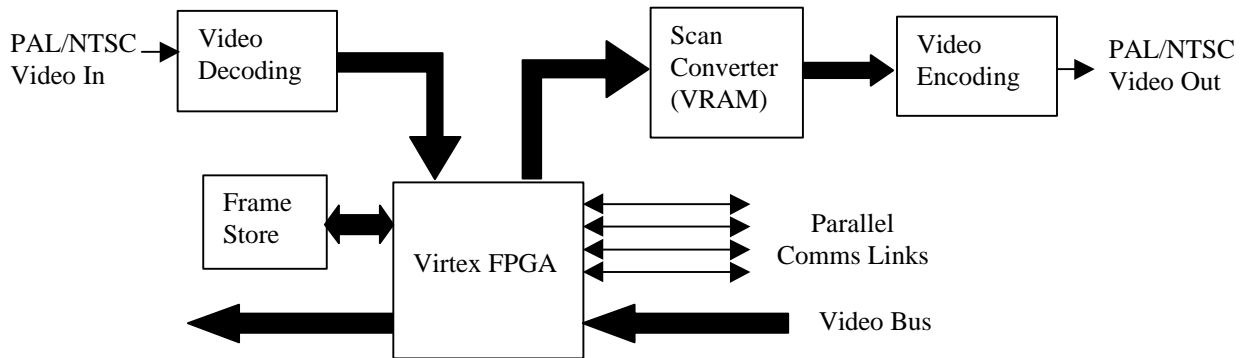 PAL/NTSC
Video In
Video
Decoding
Scan
Converter
(VRAM)
Video
Encoding
PAL/NTSC
Video Out
Frame
Store
Virtex FPGA
Parallel
Comms Links
Video Bus